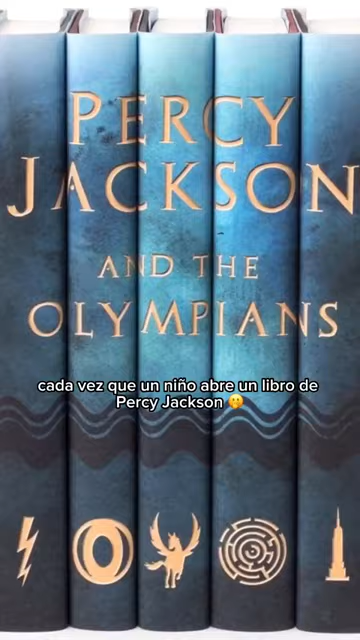 PERCY
JACKSON
AND THE
OLYMPIANS
cada vez que un niño abre un libro de
Percy Jackson 🤫